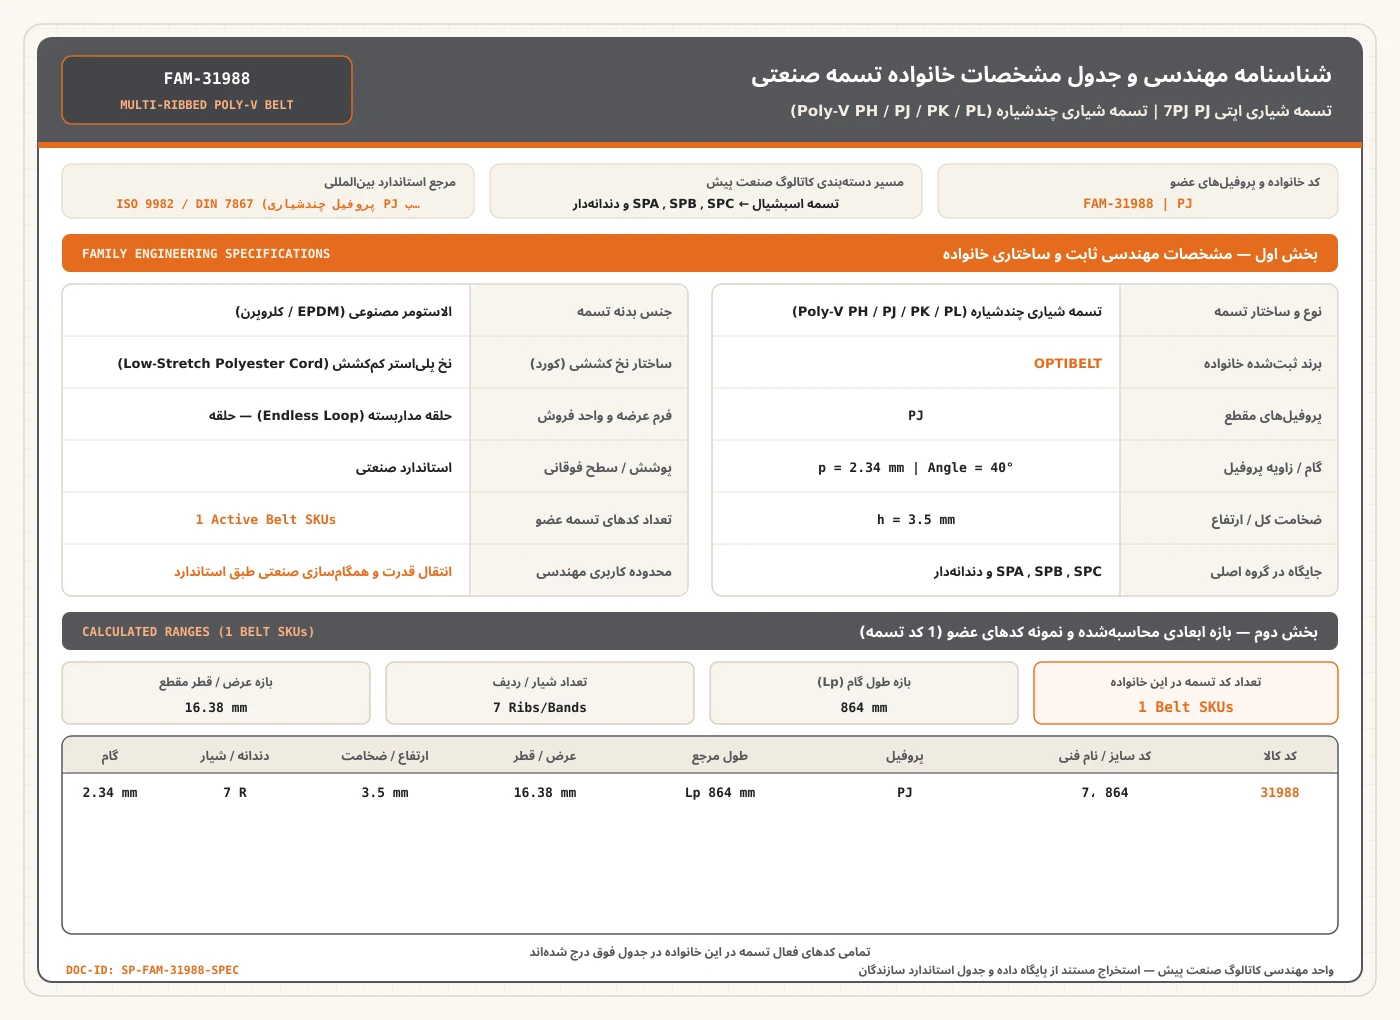 شناسنامه مهندسی و جدول مشخصات خانواده تسمه صنعتی
تسمه شیاری اپتی 7PJ PJ | تسمه شیاری چندشیاره (Poly-V PH / PJ / PK / PL)
FAM-31988
MULTI-RIBBED POLY-V BELT
کد خانواده و پروفیل‌های عضو
FAM-31988 | PJ
مسیر دسته‌بندی کاتالوگ صنعت پیش
تسمه اسپشیال ← SPA , SPB , SPC و دندانه‌دار
مرجع استاندارد بین‌المللی
ISO 9982 / DIN 7867 (پروفیل چندشیاری PJ ب…
بخش اول — مشخصات مهندسی ثابت و ساختاری خانواده
FAMILY ENGINEERING SPECIFICATIONS
نوع و ساختار تسمه
تسمه شیاری چندشیاره (Poly-V PH / PJ / PK / PL)
برند ثبت‌شده خانواده
OPTIBELT
پروفیل‌های مقطع
PJ
گام / زاویه پروفیل
p = 2.34 mm | Angle = 40°
ضخامت کل / ارتفاع
h = 3.5 mm
جایگاه در گروه اصلی
SPA , SPB , SPC و دندانه‌دار
جنس بدنه تسمه
الاستومر مصنوعی (EPDM / کلروپرن)
ساختار نخ کششی (کورد)
نخ پلی‌استر کم‌کشش (Low-Stretch Polyester Cord)
فرم عرضه و واحد فروش
حلقه مداربسته (Endless Loop) — حلقه
پوشش / سطح فوقانی
استاندارد صنعتی
تعداد کدهای تسمه عضو
1 Active Belt SKUs
محدوده کاربری مهندسی
انتقال قدرت و همگام‌سازی صنعتی طبق استاندارد
بخش دوم — بازه ابعادی محاسبه‌شده و نمونه کدهای عضو (1 کد تسمه)
CALCULATED RANGES (1 BELT SKUs)
تعداد کد تسمه در این خانواده
1 Belt SKUs
بازه طول گام (Lp)
864 mm
تعداد شیار / ردیف
7 Ribs/Bands
بازه عرض / قطر مقطع
16.38 mm
کد کالا	کد سایز / نام فنی	پروفیل	طول مرجع	عرض / قطر	ارتفاع / ضخامت	دندانه / شیار	گام
31988	7، 864	PJ	Lp 864 mm	16.38 mm	3.5 mm	7 R	2.34 mm
تمامی کدهای فعال تسمه در این خانواده در جدول فوق درج شده‌اند
واحد مهندسی کاتالوگ صنعت پیش — استخراج مستند از پایگاه داده و جدول استاندارد سازندگان
DOC-ID: SP-FAM-31988-SPEC